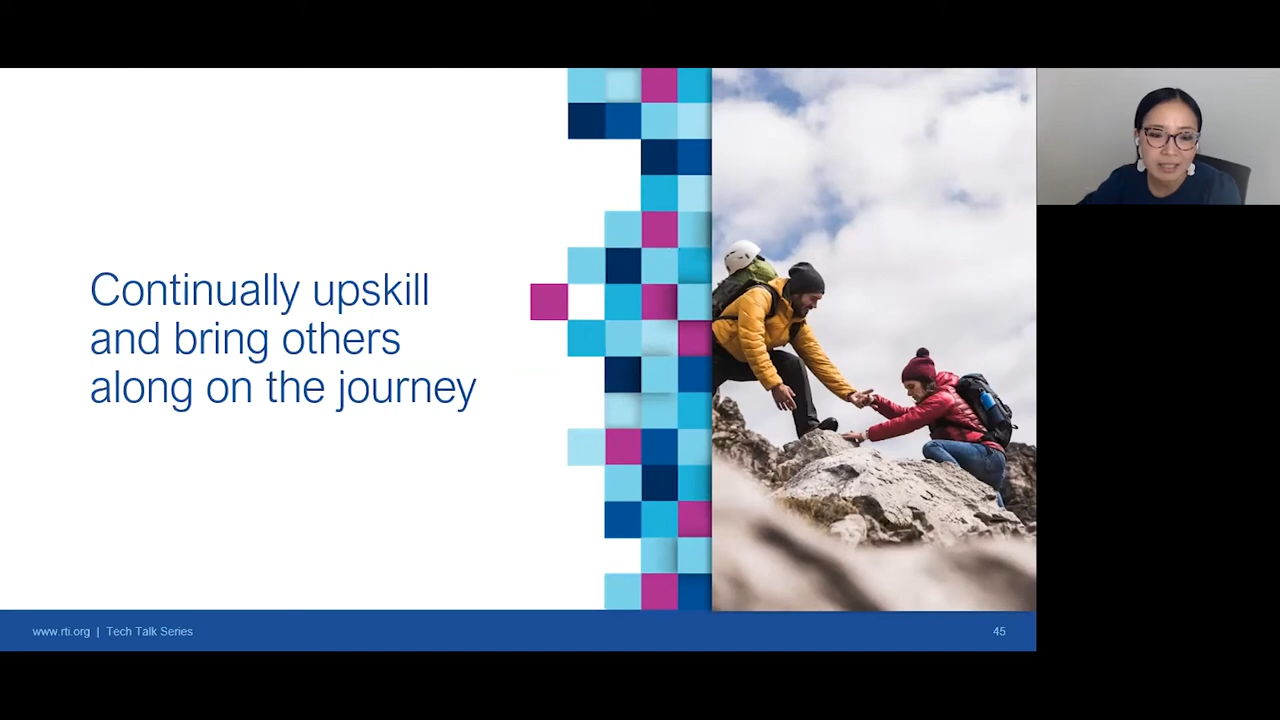 Continually upskill
and bring others
along on the journey
www.rti.org | Tech Talk Series
45